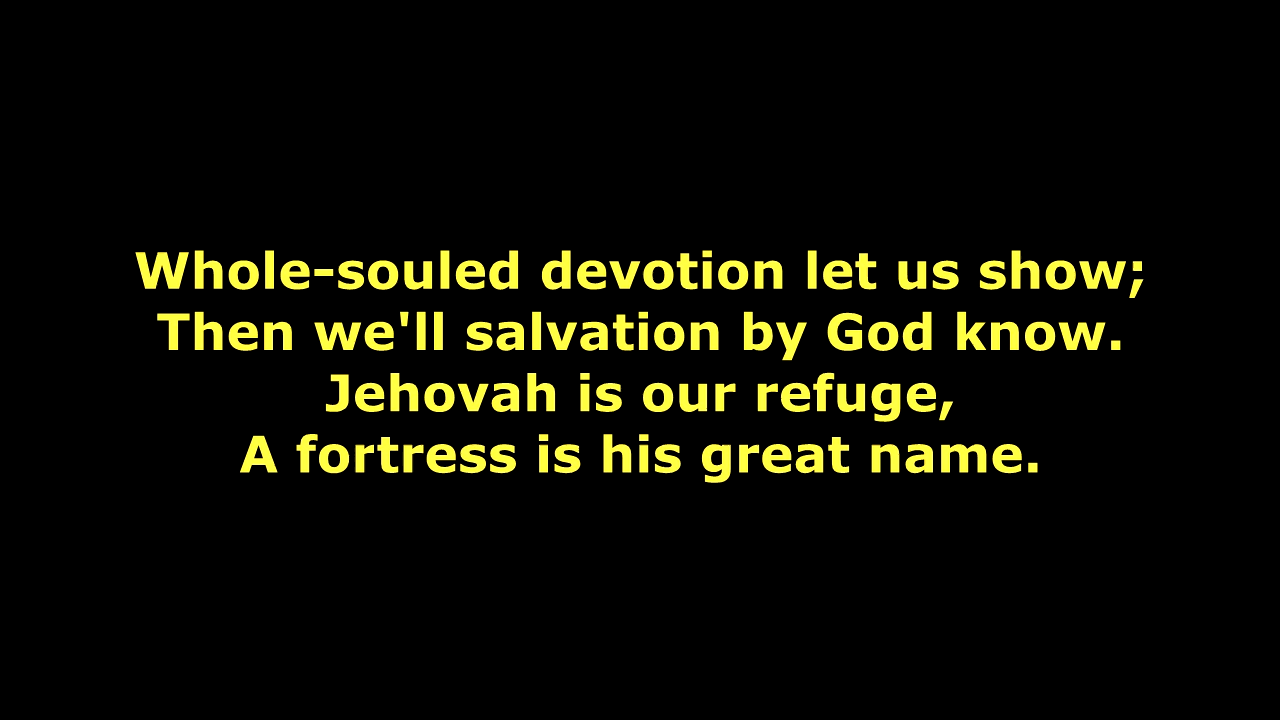 Whole-souled devotion let us show;
Then we'll salvation by God know.
Jehovah is our refuge,
A fortress is his great name.